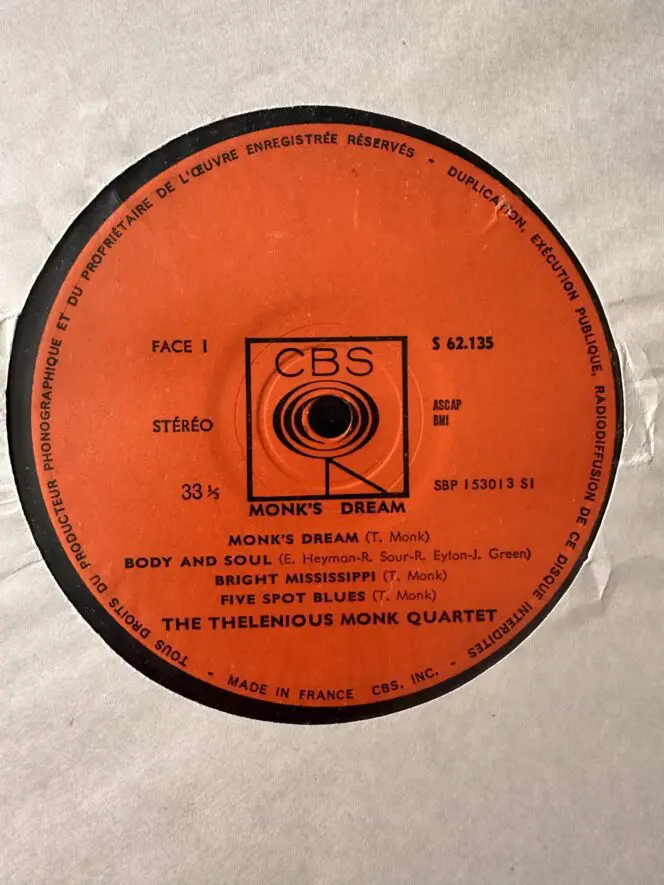 TOUS DROITS DU PRODUCTEUR PHONOGRAPHIQUE ET DU PROPRIÉTAIRE DE L'ŒUVRE ENREGISTRÉE RÉSERVÉS - DUPLICATION, EXÉCUTION PUBLIQUE, RADIODIFFUSION DE CE DISQUE INTERDITES -
FACE 1
S 62.135
CBS
STÉRÉO
ASCAP
BMI
33 ⅓
SBP 153013 S1
MONK'S DREAM
MONK'S DREAM (T. Monk)
BODY AND SOUL (E. Heyman-R. Sour-R. Eyton-J. Green)
BRIGHT MISSISSIPPI (T. Monk)
FIVE SPOT BLUES (T. Monk)
THE THELENIOUS MONK QUARTET
- MADE IN FRANCE CBS. INC. -